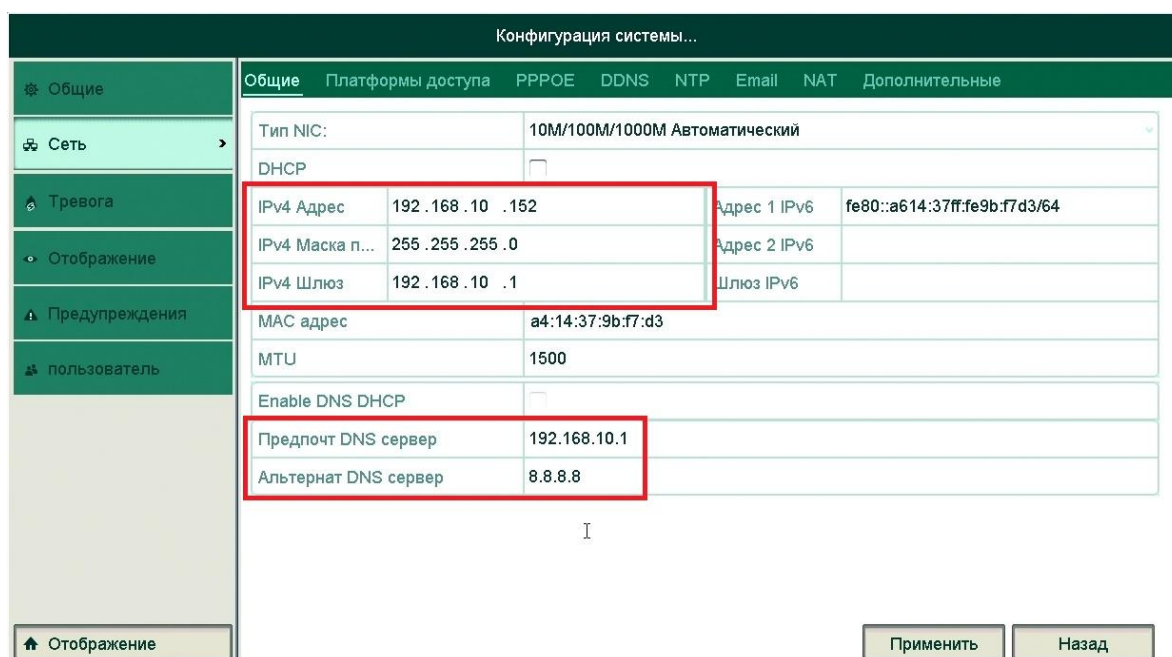 Конфигурация системы...
Общие
Сеть
Тревога
Отображение
Предупреждения
пользователь
Общие Платформы доступа PPPOE DDNS NTP Email NAT Дополнительные
Тип NIC: 10M/100M/1000M Автоматический
DHCP
IPv4 Адрес 192.168.10.152 Адрес 1 IPv6 fe80::a614:37ff:fe9b:f7d3/64
IPv4 Маска п... 255.255.255.0 Адрес 2 IPv6
IPv4 Шлюз 192.168.10.1 Шлюз IPv6
MAC адрес a4:14:37:9b:f7:d3
MTU 1500
Enable DNS DHCP
Предпочт DNS сервер 192.168.10.1
Альтернат DNS сервер 8.8.8.8
Отображение
Применить Назад